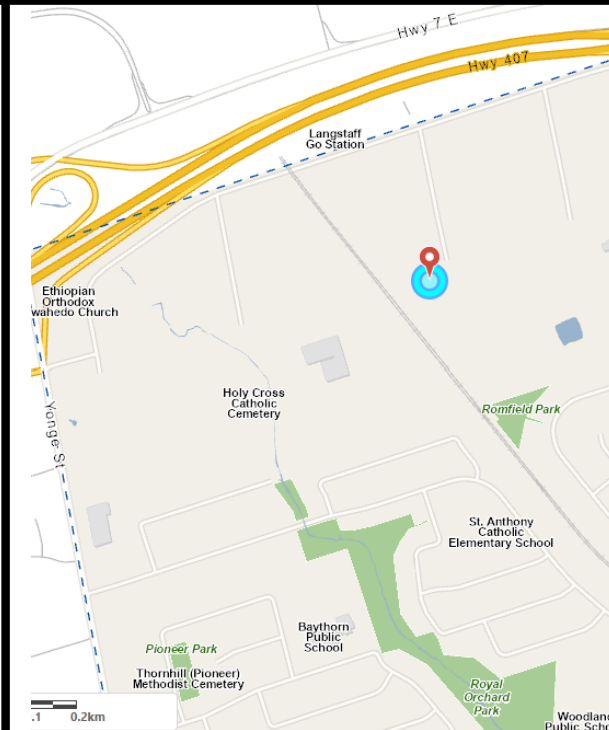 Hwy 7 E
Hwy 407
Langstaff
Go Station
Ethiopian
Orthodox
wahedo Church
Holy Cross
Catholic
Cemetery
Romfield Park
Yonge St
St. Anthony
Catholic
Elementary School
Baythorn
Public
School
Pioneer Park
Thornhill (Pioneer)
Methodist Cemetery
Royal
Orchard
Park
Woodlan
Public Scho
.1 0.2km